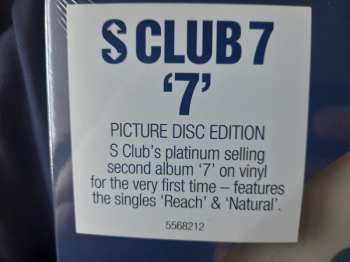 S CLUB 7
‘7’
PICTURE DISC EDITION
S Club's platinum selling
second album ‘7’ on vinyl
for the very first time – features
the singles ‘Reach’ & ‘Natural’.
5568212